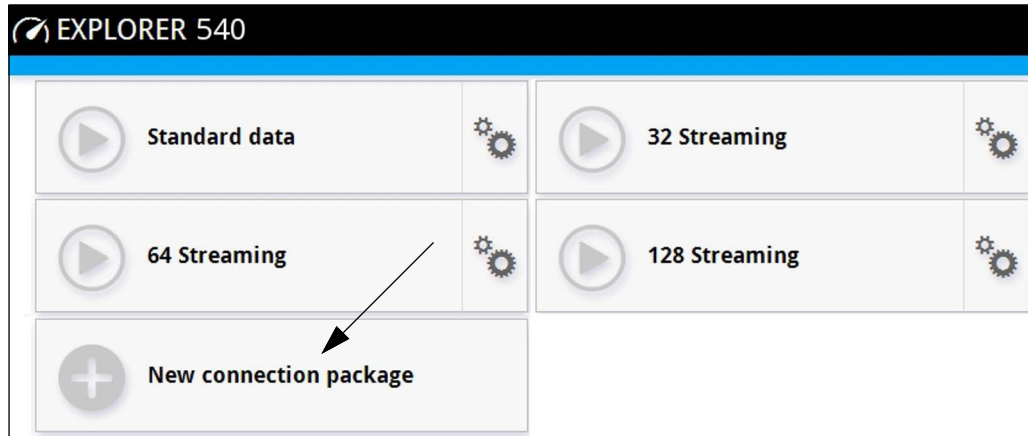 EXPLORER 540
Standard data
32 Streaming
64 Streaming
128 Streaming
New connection package